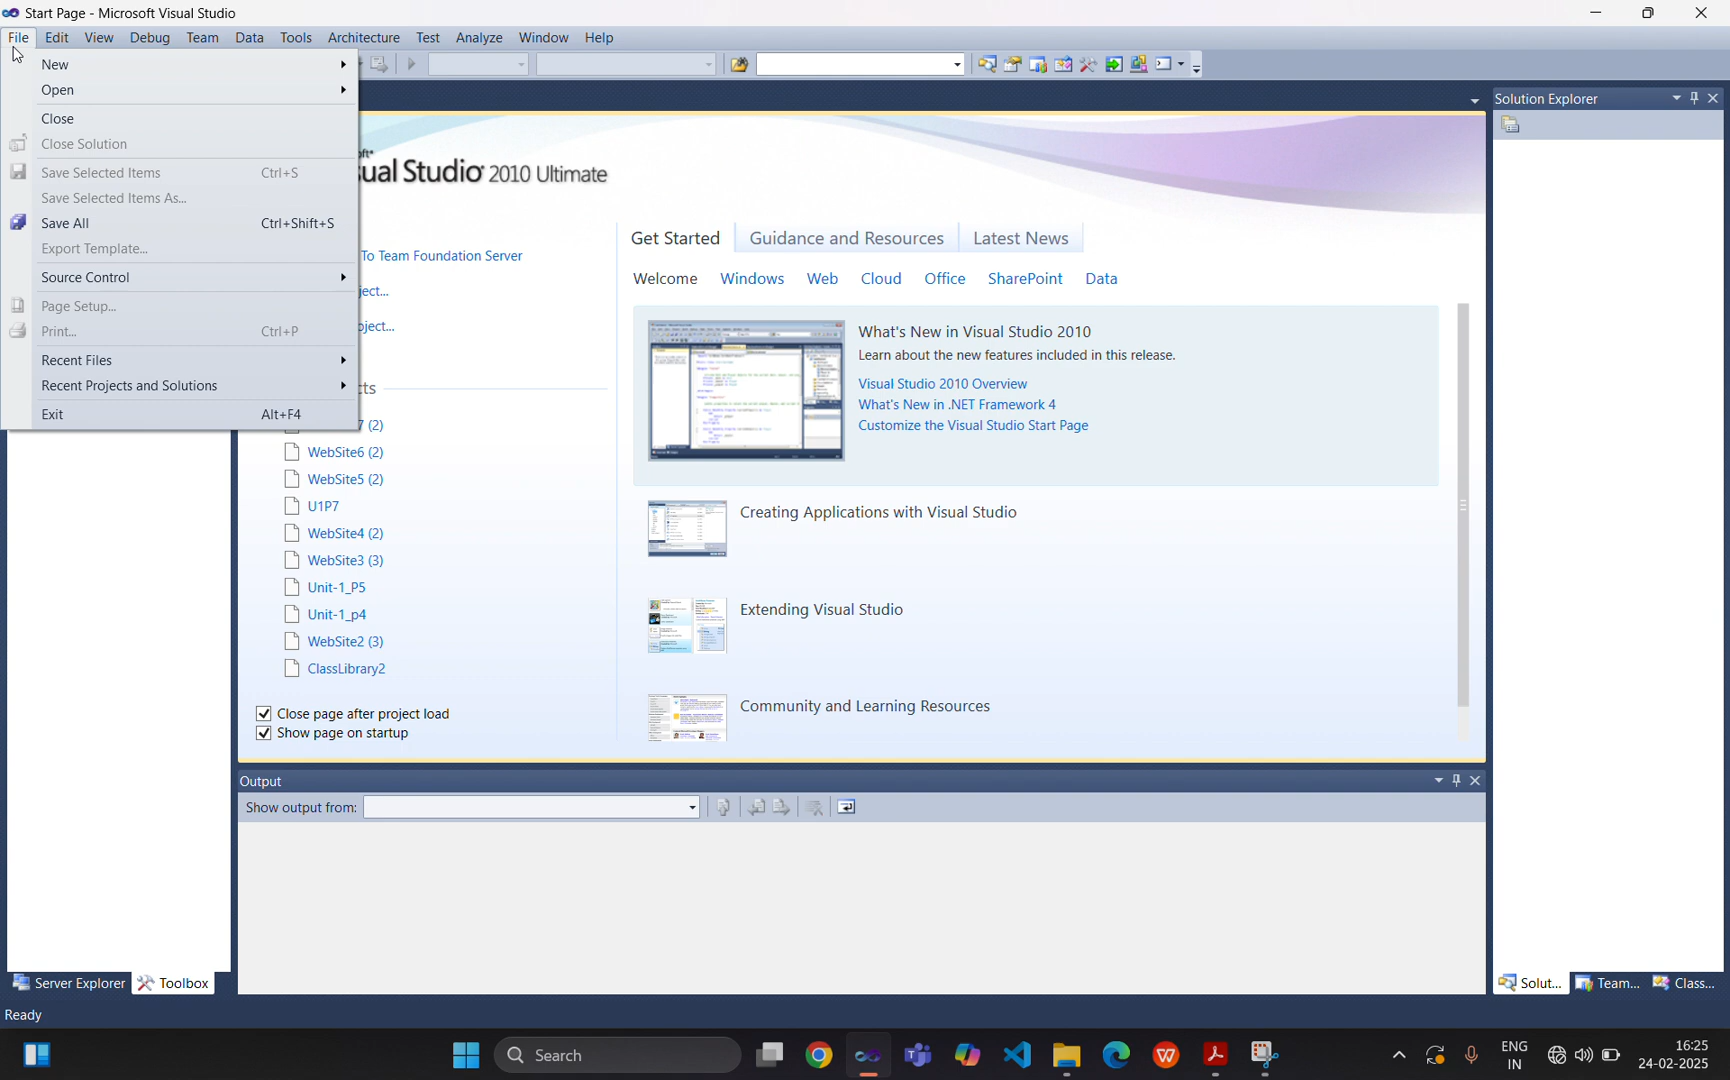 Start Page - Microsoft Visual Studio
File Edit View Debug Team Data Tools Architecture Test Analyze Window Help
New
Open
Close
Close Solution
Save Selected Items Ctrl+S
Save Selected Items As...
Save All Ctrl+Shift+S
Export Template...
Source Control
Page Setup...
Print... Ctrl+P
Recent Files
Recent Projects and Solutions
Exit Alt+F4
sual Studio 2010 Ultimate
To Team Foundation Server
ject...
oject...
cts
7 (2)
WebSite6 (2)
WebSite5 (2)
U1P7
WebSite4 (2)
WebSite3 (3)
Unit-1_P5
Unit-1_p4
WebSite2 (3)
ClassLibrary2
Close page after project load
Show page on startup
Get Started Guidance and Resources Latest News
Welcome Windows Web Cloud Office SharePoint Data
What's New in Visual Studio 2010
Learn about the new features included in this release.
Visual Studio 2010 Overview
What's New in .NET Framework 4
Customize the Visual Studio Start Page
Creating Applications with Visual Studio
Extending Visual Studio
Community and Learning Resources
Solution Explorer
Output
Show output from:
Server Explorer Toolbox
Solut... Team... Class...
Ready
Search
ENG
IN
16:25
24-02-2025